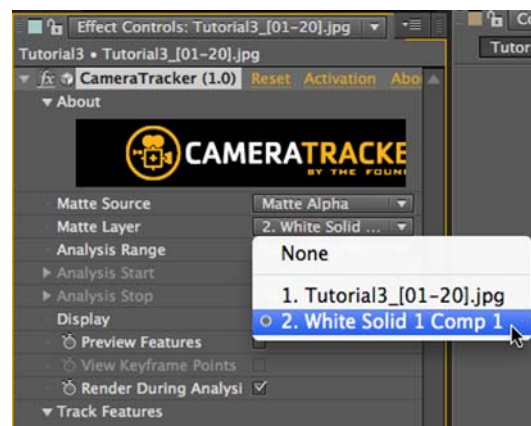 Effect Controls: Tutorial3_[01-20].jpg
Tutorial3 • Tutorial3_[01-20].jpg
Tutor
fx CameraTracker (1.0) Reset Activation Abo
About
CAMERATRACKE
BY THE FOUN
Matte Source Matte Alpha
Matte Layer 2. White Solid ...
Analysis Range
None
Analysis Start
1. Tutorial3_[01-20].jpg
Analysis Stop
2. White Solid 1 Comp 1
Display
Preview Features
View Keyframe Points
Render During Analysi
Track Features